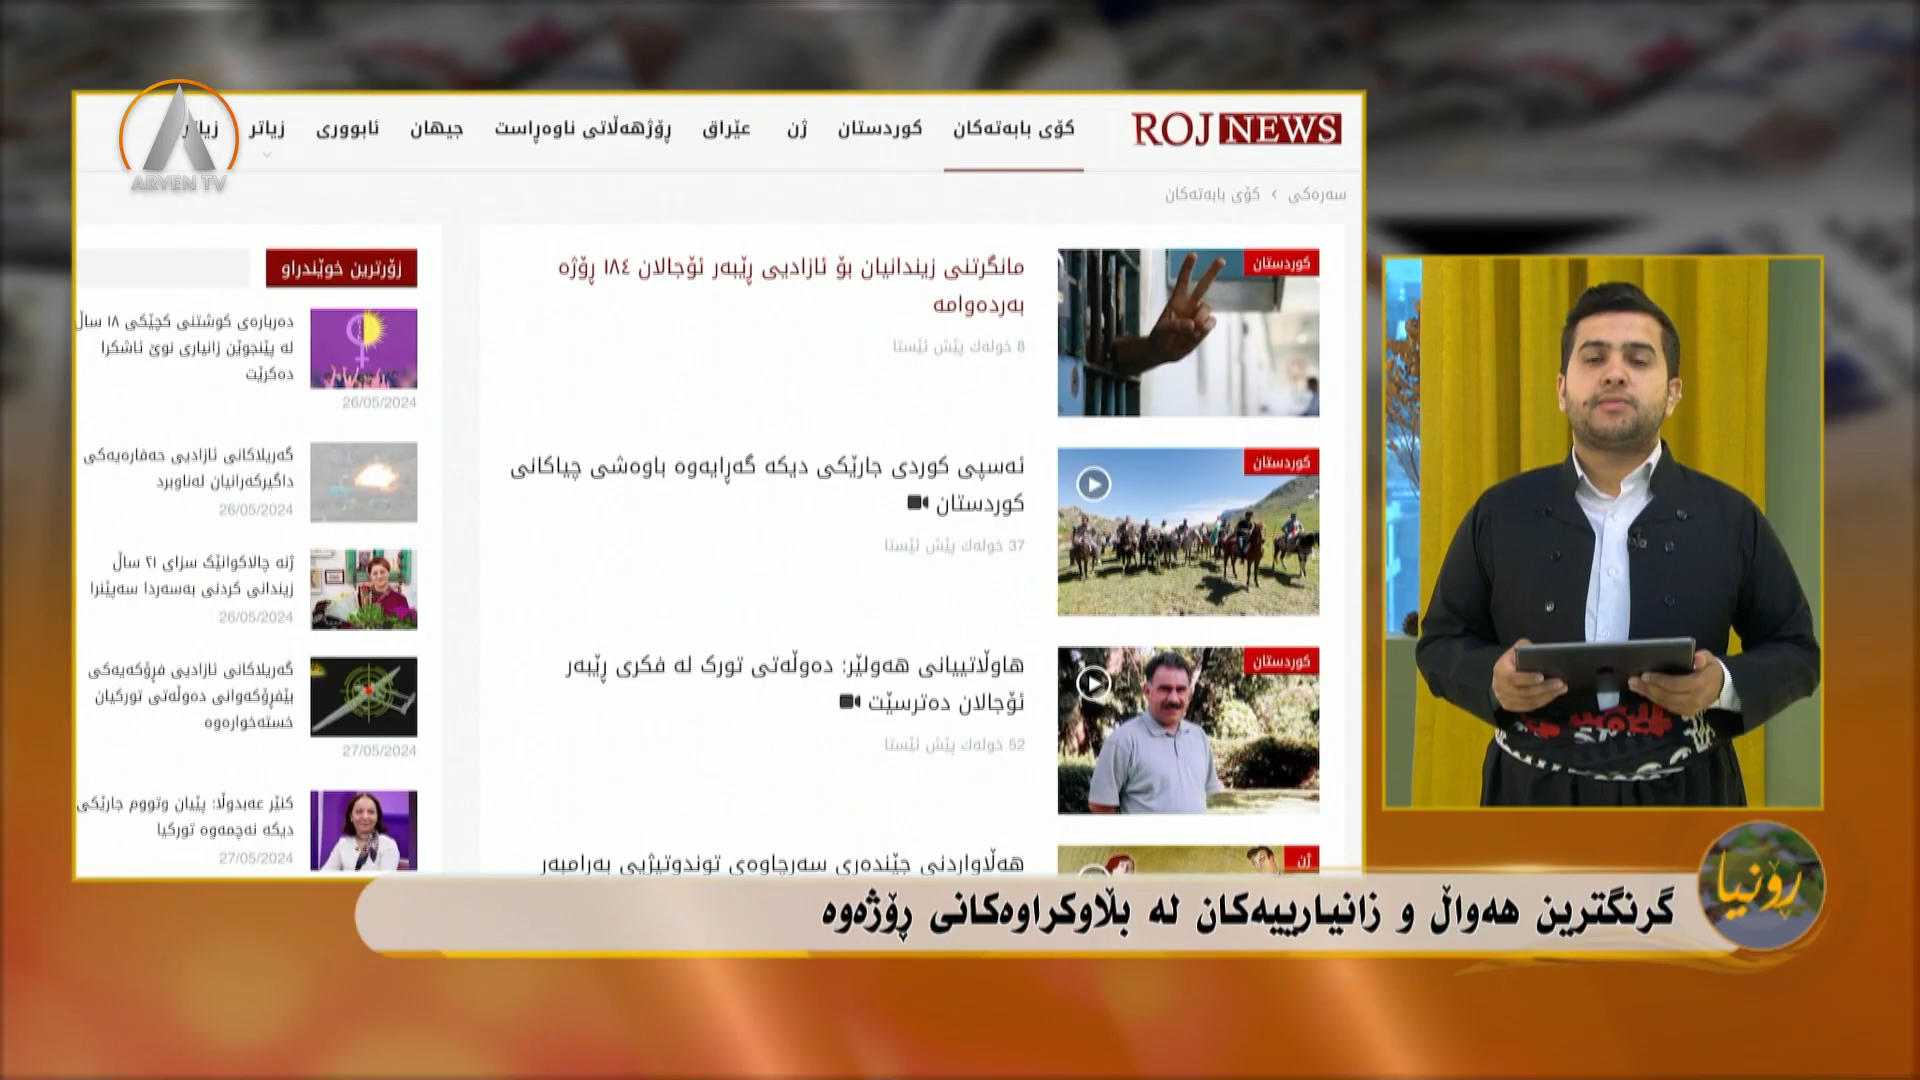 ARYEN TV
ROJ NEWS
کۆی بابەتەکان
کوردستان
ژن
عێراق
ڕۆژهەڵاتی ناوەڕاست
جیهان
ئابووری
زیاتر
سەرەکی › کۆی بابەتەکان
کوردستان
مانگرتنی زیندانیان بۆ ئازادیی ڕێبەر ئۆجالان ١٨٤ ڕۆژە
بەردەوامە
8 خولەك پێش ئێستا
کوردستان
ئەسپی کوردی جارێکی دیکە گەڕایەوە باوەشی چیاکانی
کوردستان
37 خولەك پێش ئێستا
کوردستان
هاوڵاتییانی هەولێر: دەوڵەتی تورک لە فکری ڕێبەر
ئۆجالان دەترسێت
52 خولەك پێش ئێستا
ژن
هەڵاواردنی جێندەری سەرچاوەی توندوتیژیی بەرامبەر
زۆرترین خوێندراو
دەربارەی کوشتنی کچێکی ١٨ ساڵ
لە پێنجوێن زانیاری نوێ ئاشکرا
دەکرێت
26/05/2024
گەریلاکانی ئازادیی حەفارەیەکی
داگیرکەرانیان لەناوبرد
26/05/2024
ژنە چالاکوانێک سزای ٢١ ساڵ
زیندانی کردنی بەسەردا سەپێنرا
26/05/2024
گەریلاکانی ئازادیی فڕۆکەیەکی
بێفڕۆکەوانی دەوڵەتی تورکیان
خستەخوارەوە
27/05/2024
کنێر عەبدوڵا: پێیان وتووم جارێکی
دیکە نەچمەوە تورکیا
27/05/2024
گرنگترین هەواڵ و زانیارییەکان لە بڵاوکراوەکانی ڕۆژەوە
ڕۆنیا